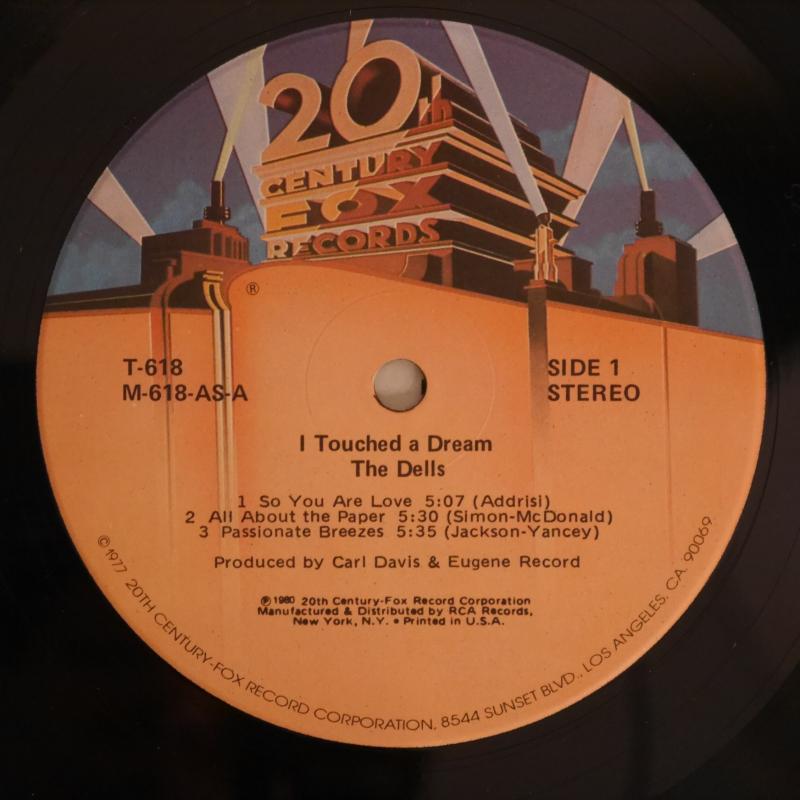 20th
CENTURY
FOX
RECORDS
®
T-618
M-618-AS-A
SIDE 1
STEREO
I Touched a Dream
The Dells
1 So You Are Love 5:07 (Addrisi)
2 All About the Paper 5:30 (Simon-McDonald)
3 Passionate Breezes 5:35 (Jackson-Yancey)
Produced by Carl Davis & Eugene Record
℗ 1980 20th Century-Fox Record Corporation
Manufactured & Distributed by RCA Records,
New York, N.Y. • Printed in U.S.A.
©1977 20TH CENTURY-FOX RECORD CORPORATION, 8544 SUNSET BLVD., LOS ANGELES, CA. 90069